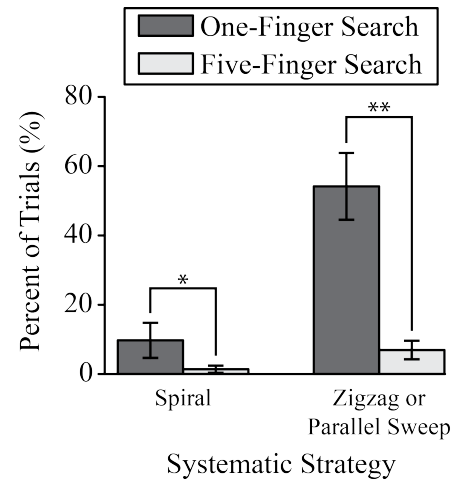 One-Finger Search
Five-Finger Search
80
60
40
20
0
Percent of Trials (%)
*
**
Spiral
Zigzag or
Parallel Sweep
Systematic Strategy